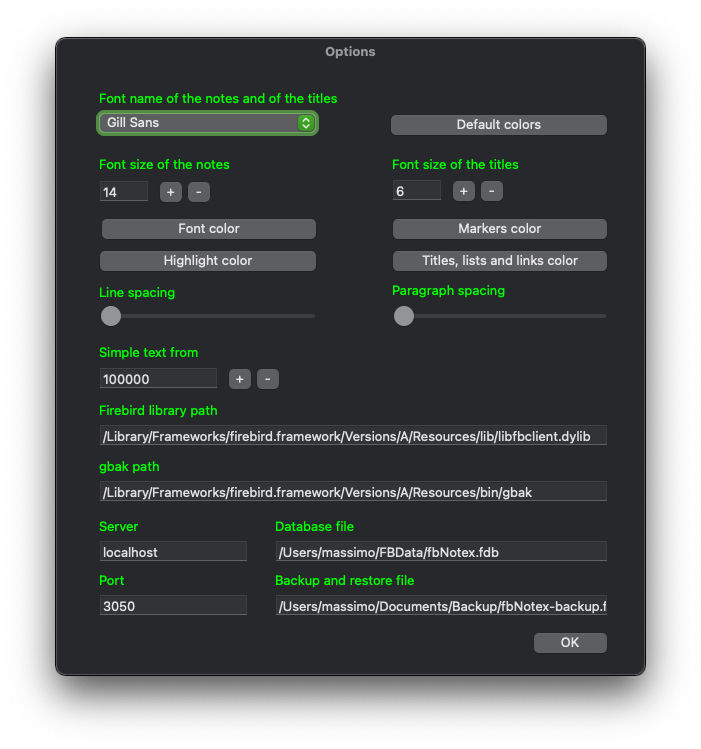 Options
Font name of the notes and of the titles
Gill Sans
Default colors
Font size of the notes
Font size of the titles
14 + -
6 + -
Font color
Markers color
Highlight color
Titles, lists and links color
Line spacing
Paragraph spacing
Simple text from
100000 + -
Firebird library path
/Library/Frameworks/firebird.framework/Versions/A/Resources/lib/libfbclient.dylib
gbak path
/Library/Frameworks/firebird.framework/Versions/A/Resources/bin/gbak
Server
Database file
localhost
/Users/massimo/FBData/fbNotex.fdb
Port
Backup and restore file
3050
/Users/massimo/Documents/Backup/fbNotex-backup.f
OK